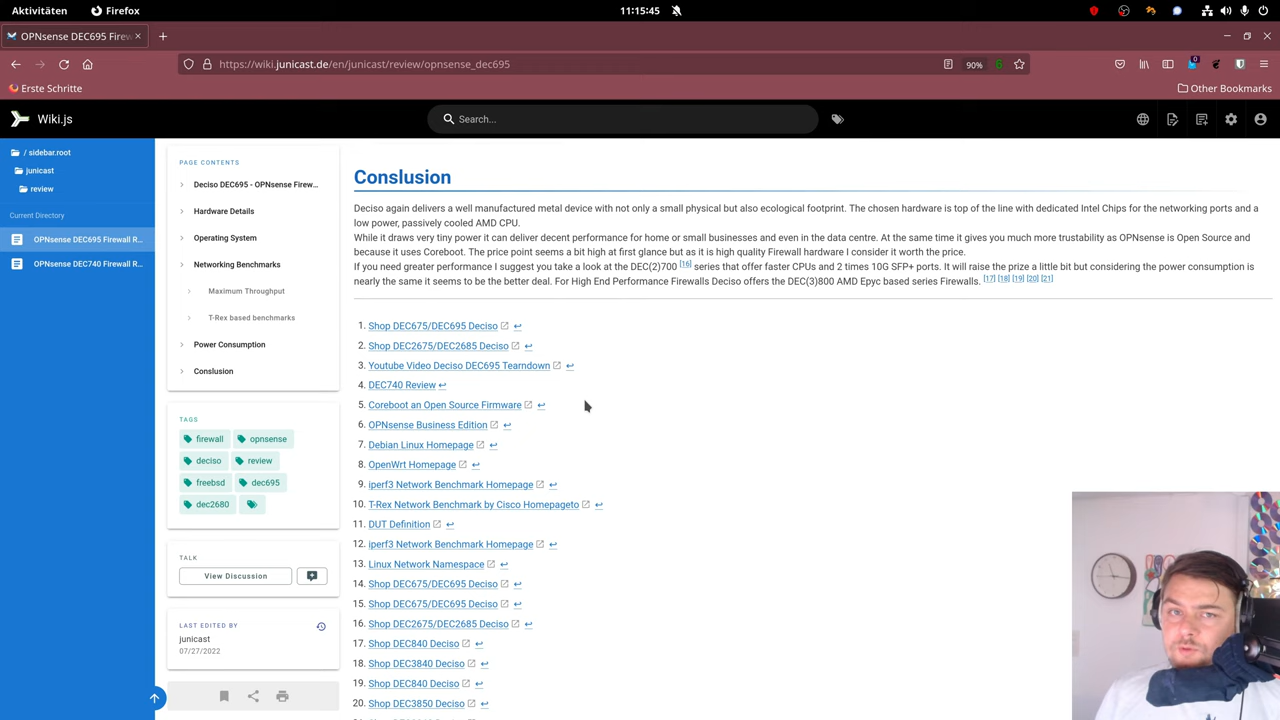 Aktivitäten
Firefox
11:15:45
OPNsense DEC695 Firew
https://wiki.junicast.de/en/junicast/review/opnsense_dec695
90%
Erste Schritte
Other Bookmarks
Wiki.js
Search...
/ sidebar.root
junicast
review
Current Directory
OPNsense DEC695 Firewall R...
OPNsense DEC740 Firewall R...
PAGE CONTENTS
Deciso DEC695 - OPNsense Firew...
Hardware Details
Operating System
Networking Benchmarks
Maximum Throughput
T-Rex based benchmarks
Power Consumption
Conslusion
TAGS
firewall
opnsense
deciso
review
freebsd
dec695
dec2680
TALK
View Discussion
LAST EDITED BY
junicast
07/27/2022
Conslusion
Deciso again delivers a well manufactured metal device with not only a small physical but also ecological footprint. The chosen hardware is top of the line with dedicated Intel Chips for the networking ports and a
low power, passively cooled AMD CPU.
While it draws very tiny power it can deliver decent performance for home or small businesses and even in the data centre. At the same time it gives you much more trustability as OPNsense is Open Source and
because it uses Coreboot. The price point seems a bit high at first glance but as it is high quality Firewall hardware I consider it worth the price.
If you need greater performance I suggest you take a look at the DEC(2)700 [16] series that offer faster CPUs and 2 times 10G SFP+ ports. It will raise the prize a little bit but considering the power consumption is
nearly the same it seems to be the better deal. For High End Performance Firewalls Deciso offers the DEC(3)800 AMD Epyc based series Firewalls. [17] [18] [19] [20] [21]
1. Shop DEC675/DEC695 Deciso
2. Shop DEC2675/DEC2685 Deciso
3. Youtube Video Deciso DEC695 Tearndown
4. DEC740 Review
5. Coreboot an Open Source Firmware
6. OPNsense Business Edition
7. Debian Linux Homepage
8. OpenWrt Homepage
9. iperf3 Network Benchmark Homepage
10. T-Rex Network Benchmark by Cisco Homepageto
11. DUT Definition
12. iperf3 Network Benchmark Homepage
13. Linux Network Namespace
14. Shop DEC675/DEC695 Deciso
15. Shop DEC675/DEC695 Deciso
16. Shop DEC2675/DEC2685 Deciso
17. Shop DEC840 Deciso
18. Shop DEC3840 Deciso
19. Shop DEC840 Deciso
20. Shop DEC3850 Deciso